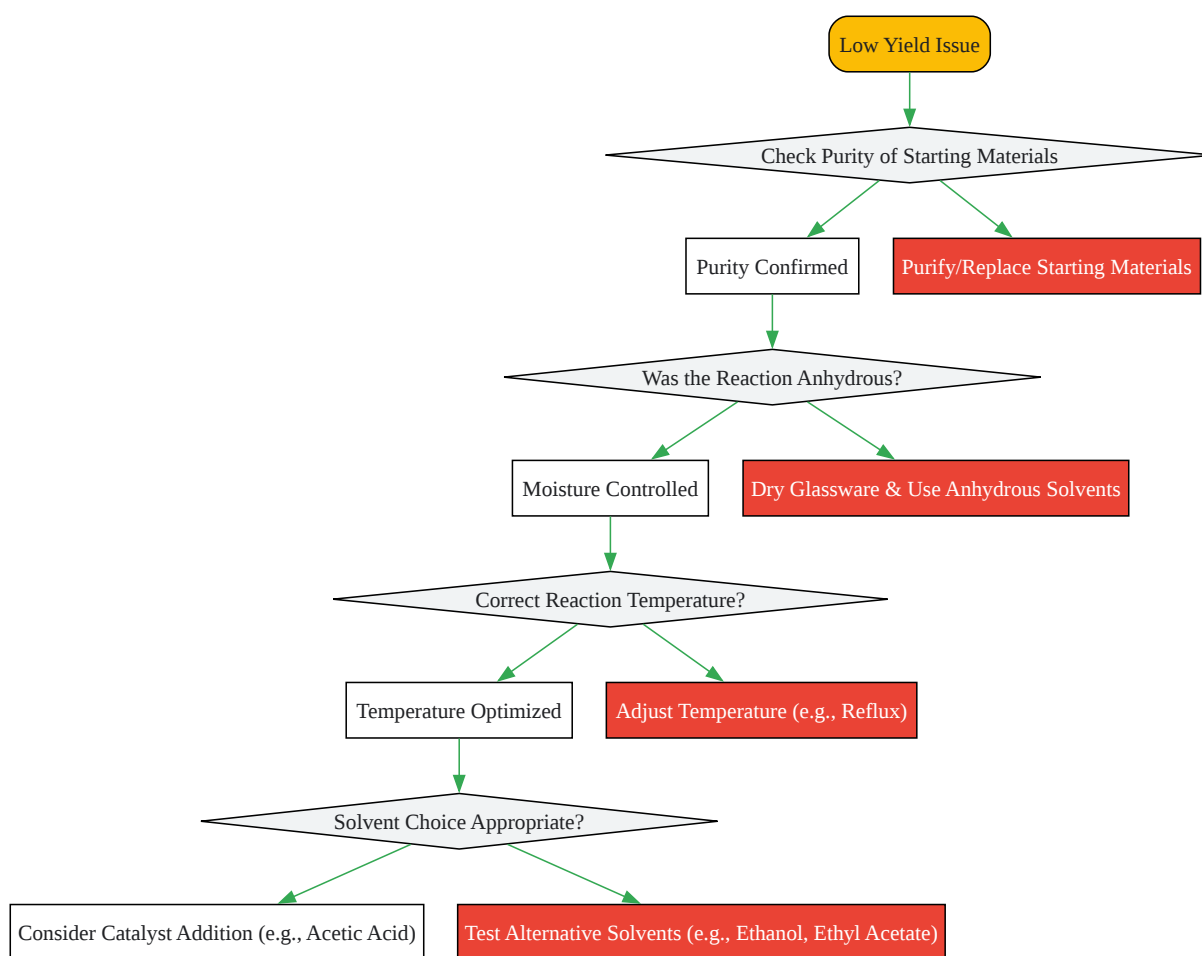 Low Yield Issue
Check Purity of Starting Materials
Purity Confirmed
Purify/Replace Starting Materials
Was the Reaction Anhydrous?
Moisture Controlled
Dry Glassware & Use Anhydrous Solvents
Correct Reaction Temperature?
Temperature Optimized
Adjust Temperature (e.g., Reflux)
Solvent Choice Appropriate?
Consider Catalyst Addition (e.g., Acetic Acid)
Test Alternative Solvents (e.g., Ethanol, Ethyl Acetate)